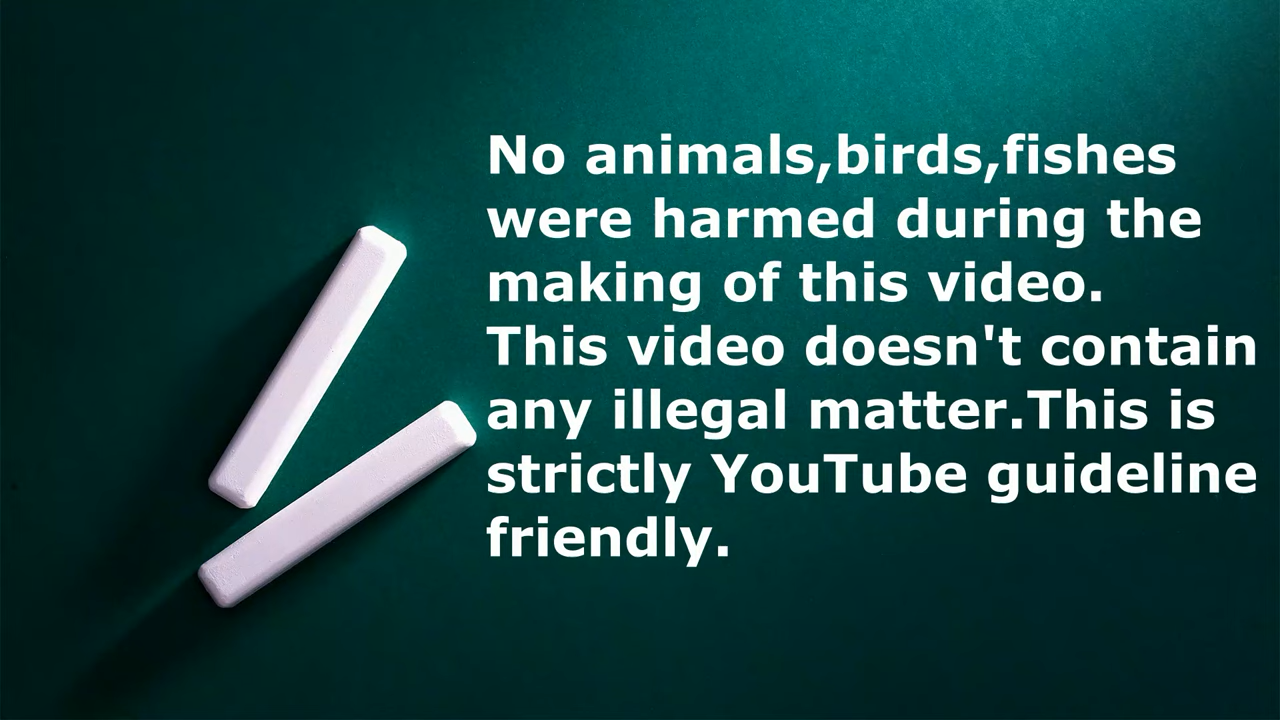 No animals,birds,fishes
were harmed during the
making of this video.
This video doesn't contain
any illegal matter.This is
strictly YouTube guideline
friendly.